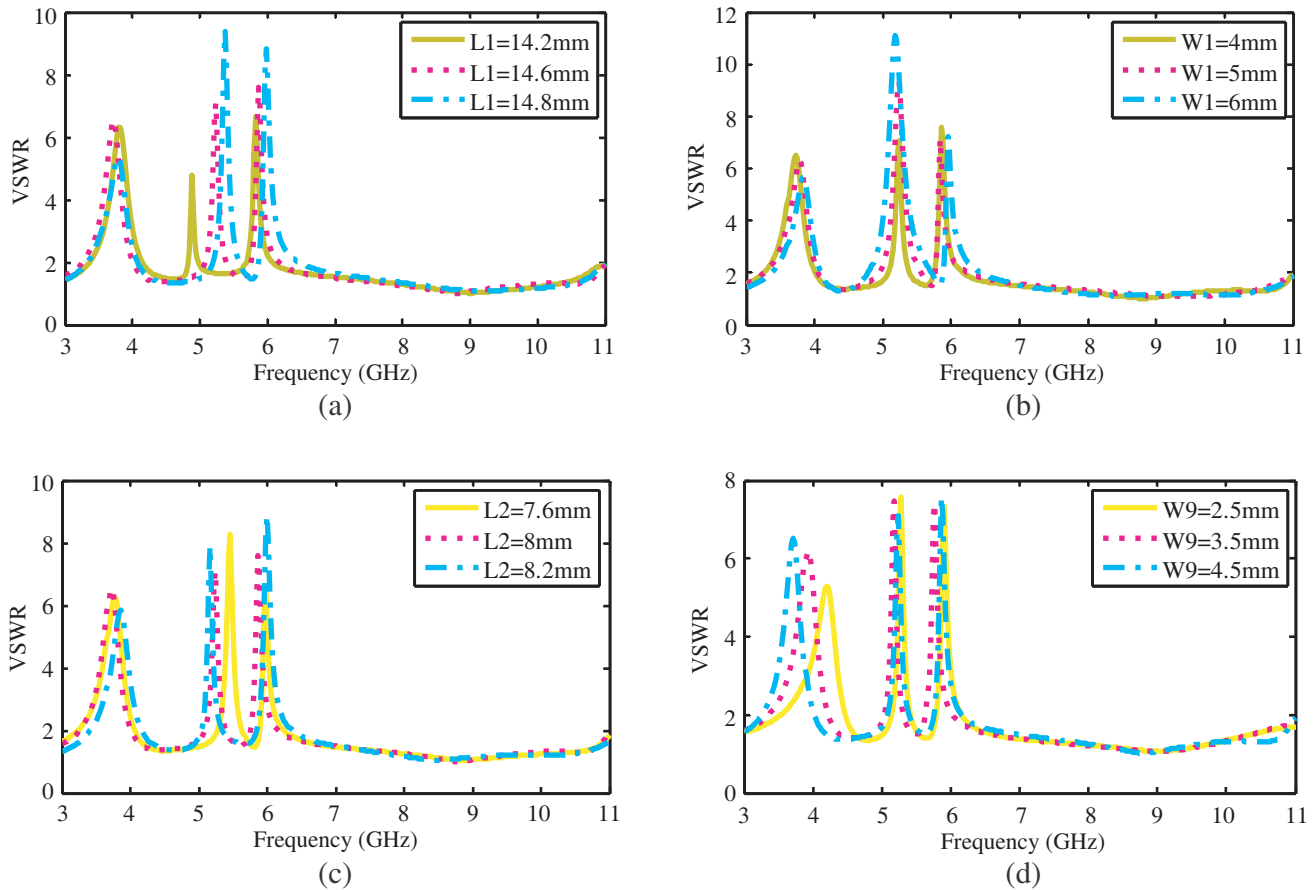 10
8
6
4
2
0
VSWR
L1=14.2mm
L1=14.6mm
L1=14.8mm
3 4 5 6 7 8 9 10 11
Frequency (GHz)
(a)
12
10
8
6
4
2
0
VSWR
W1=4mm
W1=5mm
W1=6mm
3 4 5 6 7 8 9 10 11
Frequency (GHz)
(b)
10
8
6
4
2
0
VSWR
L2=7.6mm
L2=8mm
L2=8.2mm
3 4 5 6 7 8 9 10 11
Frequency (GHz)
(c)
8
6
4
2
0
VSWR
W9=2.5mm
W9=3.5mm
W9=4.5mm
3 4 5 6 7 8 9 10 11
Frequency (GHz)
(d)